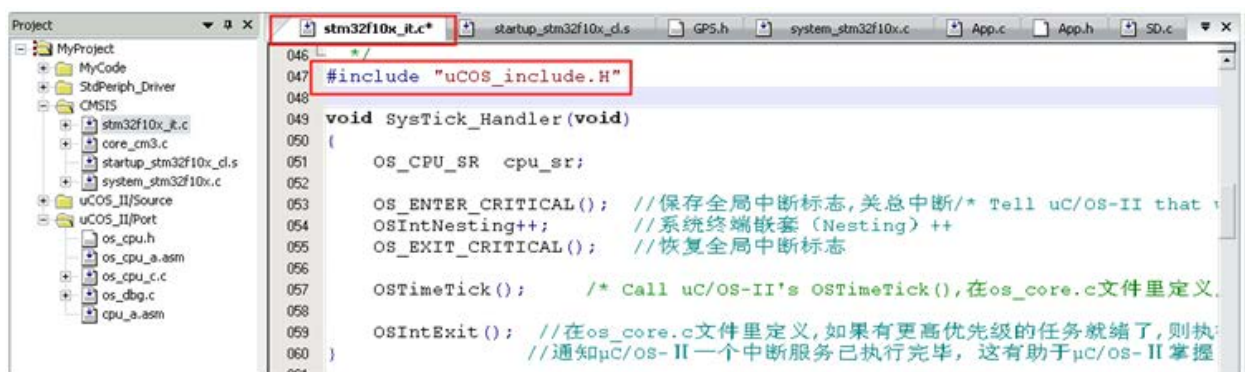 Project
MyProject
MyCode
StdPeriph_Driver
CMSIS
stm32f10x_it.c
core_cm3.c
startup_stm32f10x_cl.s
system_stm32f10x.c
uCOS_II/Source
uCOS_II/Port
os_cpu.h
os_cpu_a.asm
os_cpu_c.c
os_dbg.c
cpu_a.asm
stm32f10x_it.c* startup_stm32f10x_cl.s GPS.h system_stm32f10x.c App.c App.h SD.c
046 */
047 #include "uCOS_include.H"
048
049 void SysTick_Handler(void)
050 {
051 OS_CPU_SR cpu_sr;
052
053 OS_ENTER_CRITICAL(); //保存全局中断标志,关总中断/* Tell uC/OS-II that
054 OSIntNesting++; //系统终端嵌套（Nesting）++
055 OS_EXIT_CRITICAL(); //恢复全局中断标志
056
057 OSTimeTick(); /* Call uC/OS-II's OSTimeTick(),在os_core.c文件里定义
058
059 OSIntExit(); //在os_core.c文件里定义,如果有更高优先级的任务就绪了,则执
060 } //通知μC/OS-Ⅱ一个中断服务已执行完毕，这有助于μC/OS-Ⅱ掌握